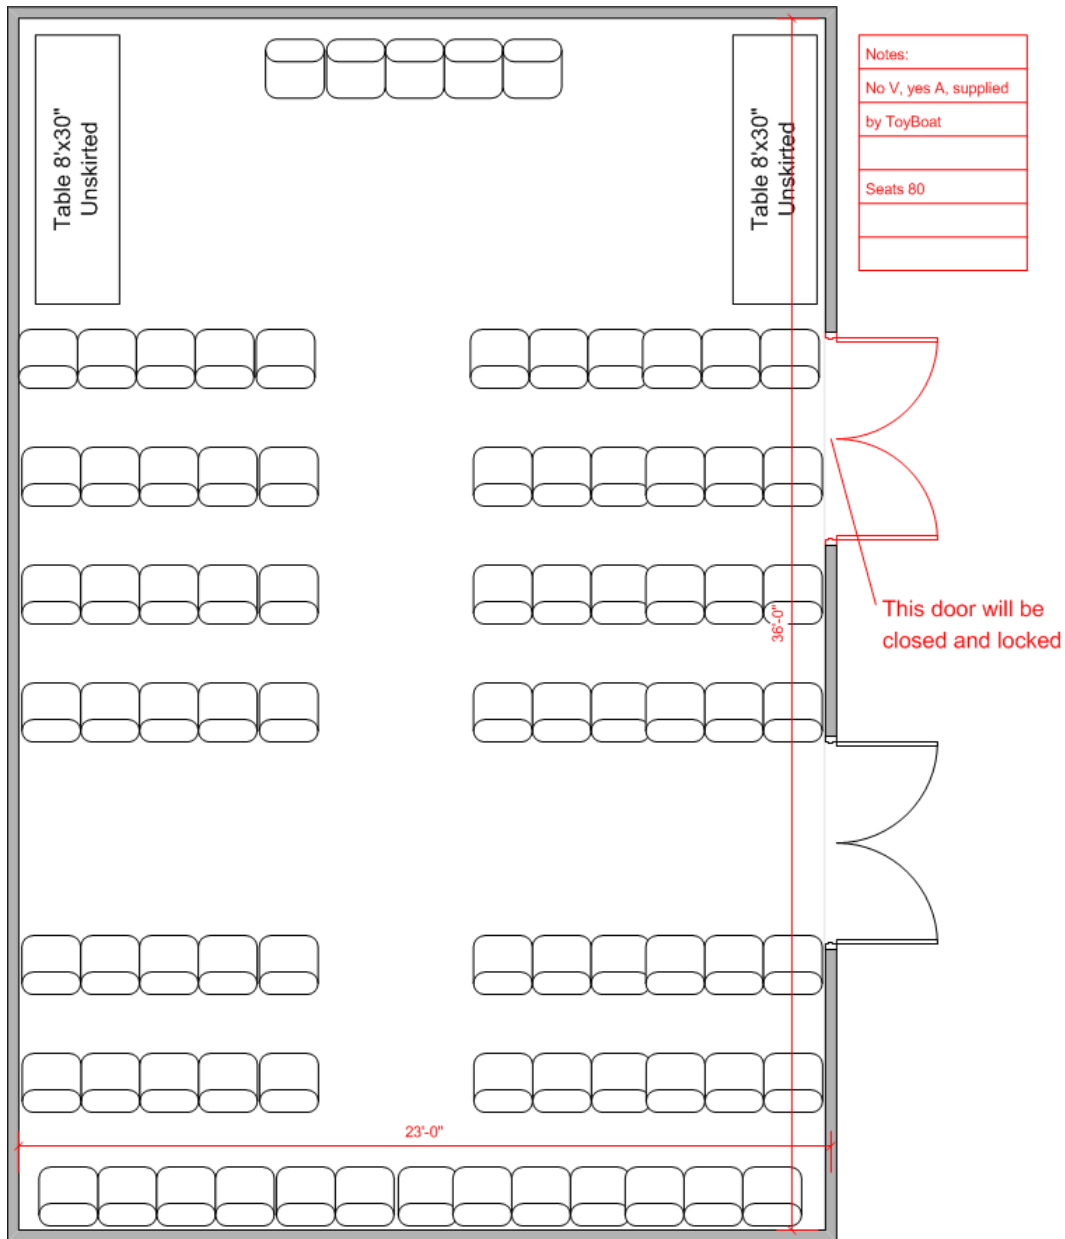 Table 8'x30"
Unskirted
Table 8'x30"
Unskirted
Notes:
No V, yes A, supplied
by ToyBoat
Seats 80
This door will be
closed and locked
36'-0"
23'-0"